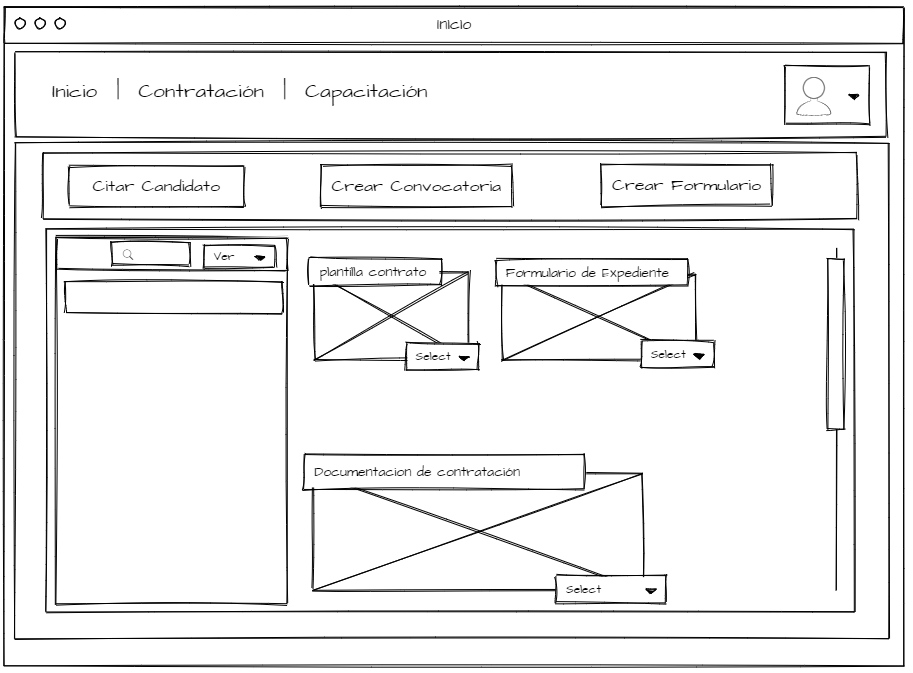 Inicio
Inicio | Contratación | Capacitación
Citar Candidato
Crear Convocatoria
Crear Formulario
Ver
plantilla contrato
Formulario de Expediente
Select
Select
Documentacion de contratación
Select